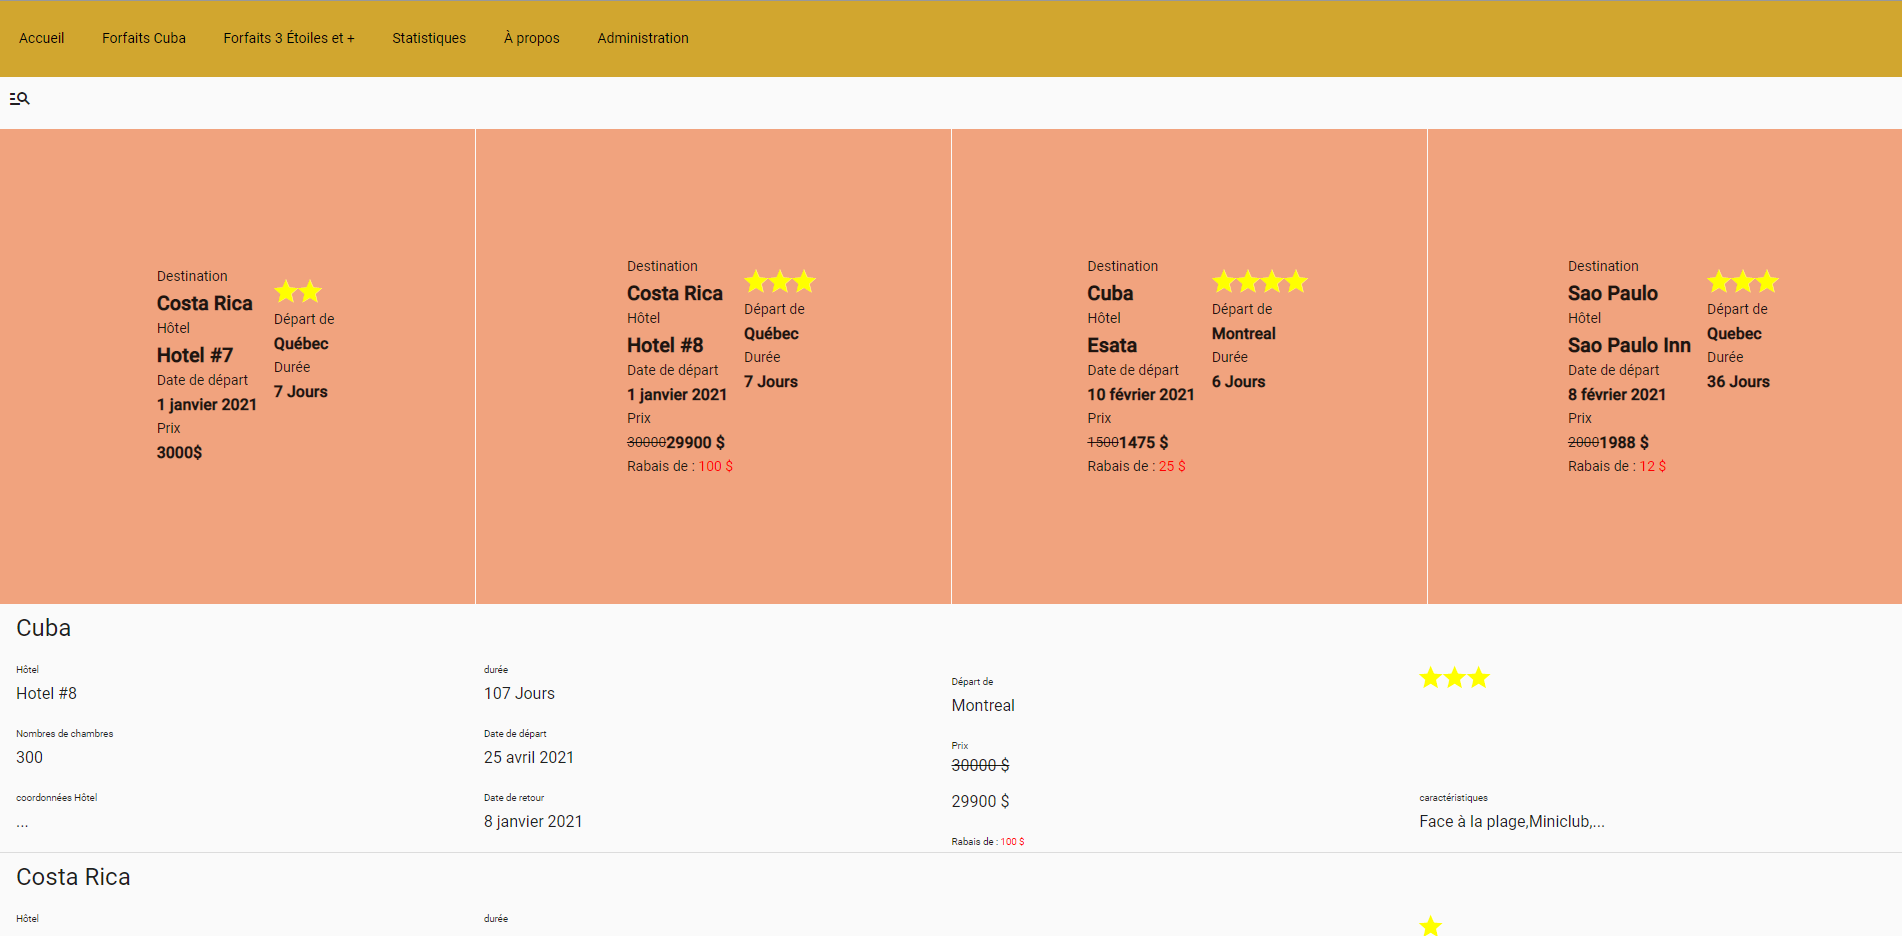 Accueil Forfaits Cuba Forfaits 3 Étoiles et + Statistiques À propos Administration
Destination
Costa Rica
Hôtel
Hotel #7
Date de départ
1 janvier 2021
Prix
3000$
Départ de
Québec
Durée
7 Jours
Destination
Costa Rica
Hôtel
Hotel #8
Date de départ
1 janvier 2021
Prix
3000029900 $
Rabais de : 100 $
Départ de
Québec
Durée
7 Jours
Destination
Cuba
Hôtel
Esata
Date de départ
10 février 2021
Prix
15001475 $
Rabais de : 25 $
Départ de
Montreal
Durée
6 Jours
Destination
Sao Paulo
Hôtel
Sao Paulo Inn
Date de départ
8 février 2021
Prix
20001988 $
Rabais de : 12 $
Départ de
Quebec
Durée
36 Jours
Cuba
Hôtel
Hotel #8
Nombres de chambres
300
coordonnées Hôtel
...
durée
107 Jours
Date de départ
25 avril 2021
Date de retour
8 janvier 2021
Départ de
Montreal
Prix
30000 $
29900 $
Rabais de : 100 $
caractéristiques
Face à la plage,Miniclub,...
Costa Rica
Hôtel
durée